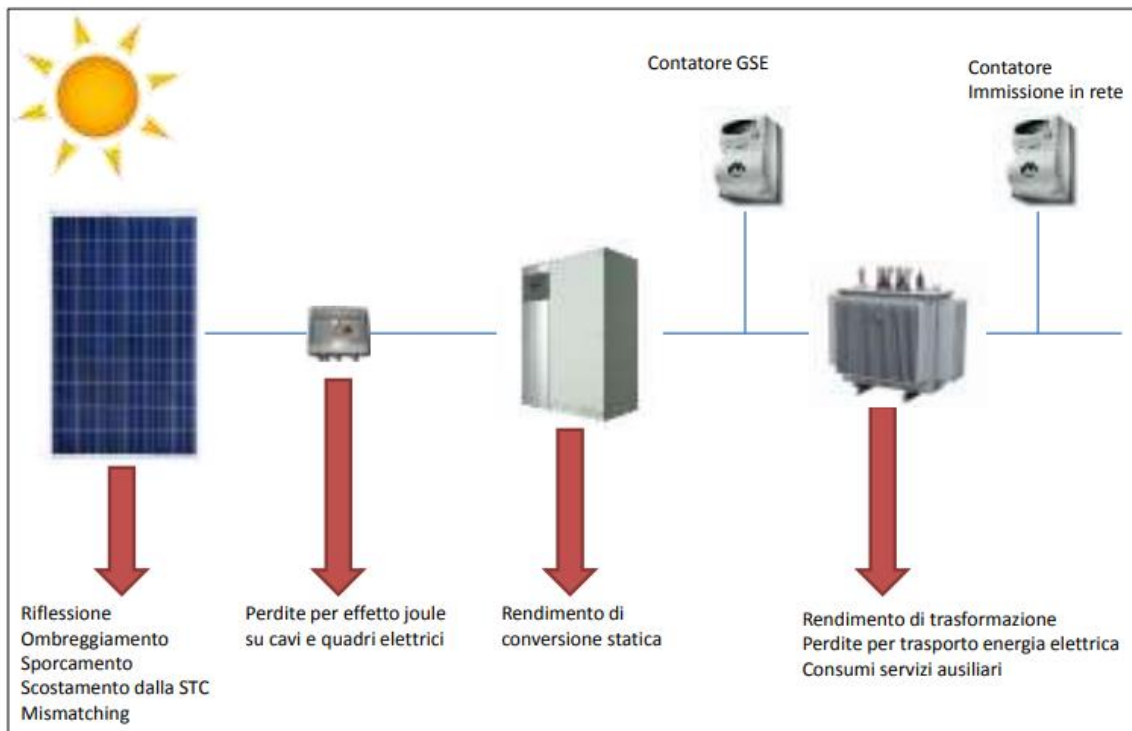 Contatore GSE
Contatore
Immissione in rete
Riflessione
Ombreggiamento
Sporcamento
Scostamento dalla STC
Mismatching
Perdite per effetto joule
su cavi e quadri elettrici
Rendimento di
conversione statica
Rendimento di trasformazione
Perdite per trasporto energia elettrica
Consumi servizi ausiliari